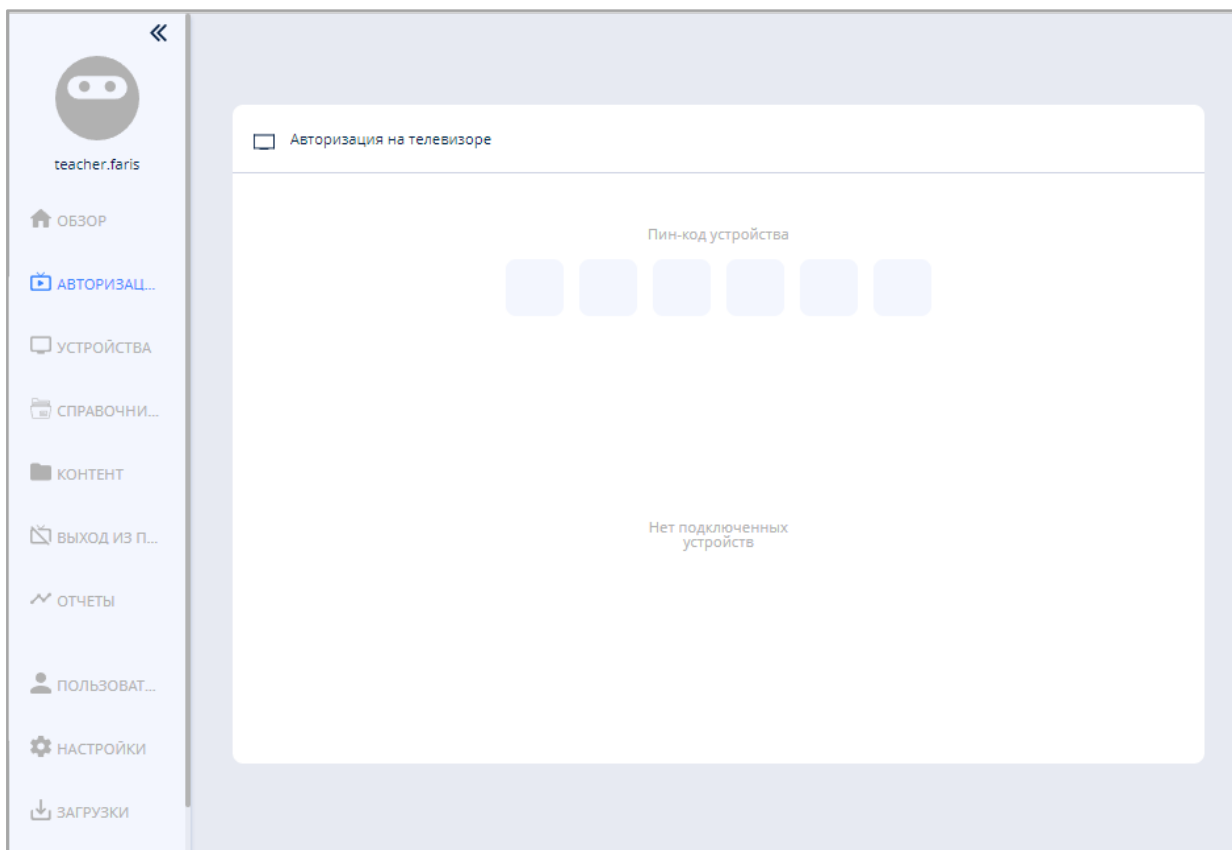 teacher.faris
ОБЗОР
АВТОРИЗАЦ...
УСТРОЙСТВА
СПРАВОЧНИ...
КОНТЕНТ
ВЫХОД ИЗ П...
ОТЧЕТЫ
ПОЛЬЗОВАТ...
НАСТРОЙКИ
ЗАГРУЗКИ
Авторизация на телевизоре
Пин-код устройства
Нет подключенных
устройств